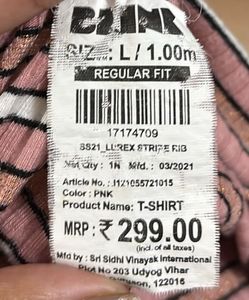 SIZE: L / 1.00m
REGULAR FIT
17174709
SS21_LUREX STRIPE RIB
Net Qty: 1N Mfd.: 03/2021
Article No.:
Color: PNK
Product Name: T-SHIRT
MRP: ₹ 299.00
(incl. of all taxes)
Mfg by: Sri Sidhi Vinayak International
Plot No 203 Udyog Vihar
122016